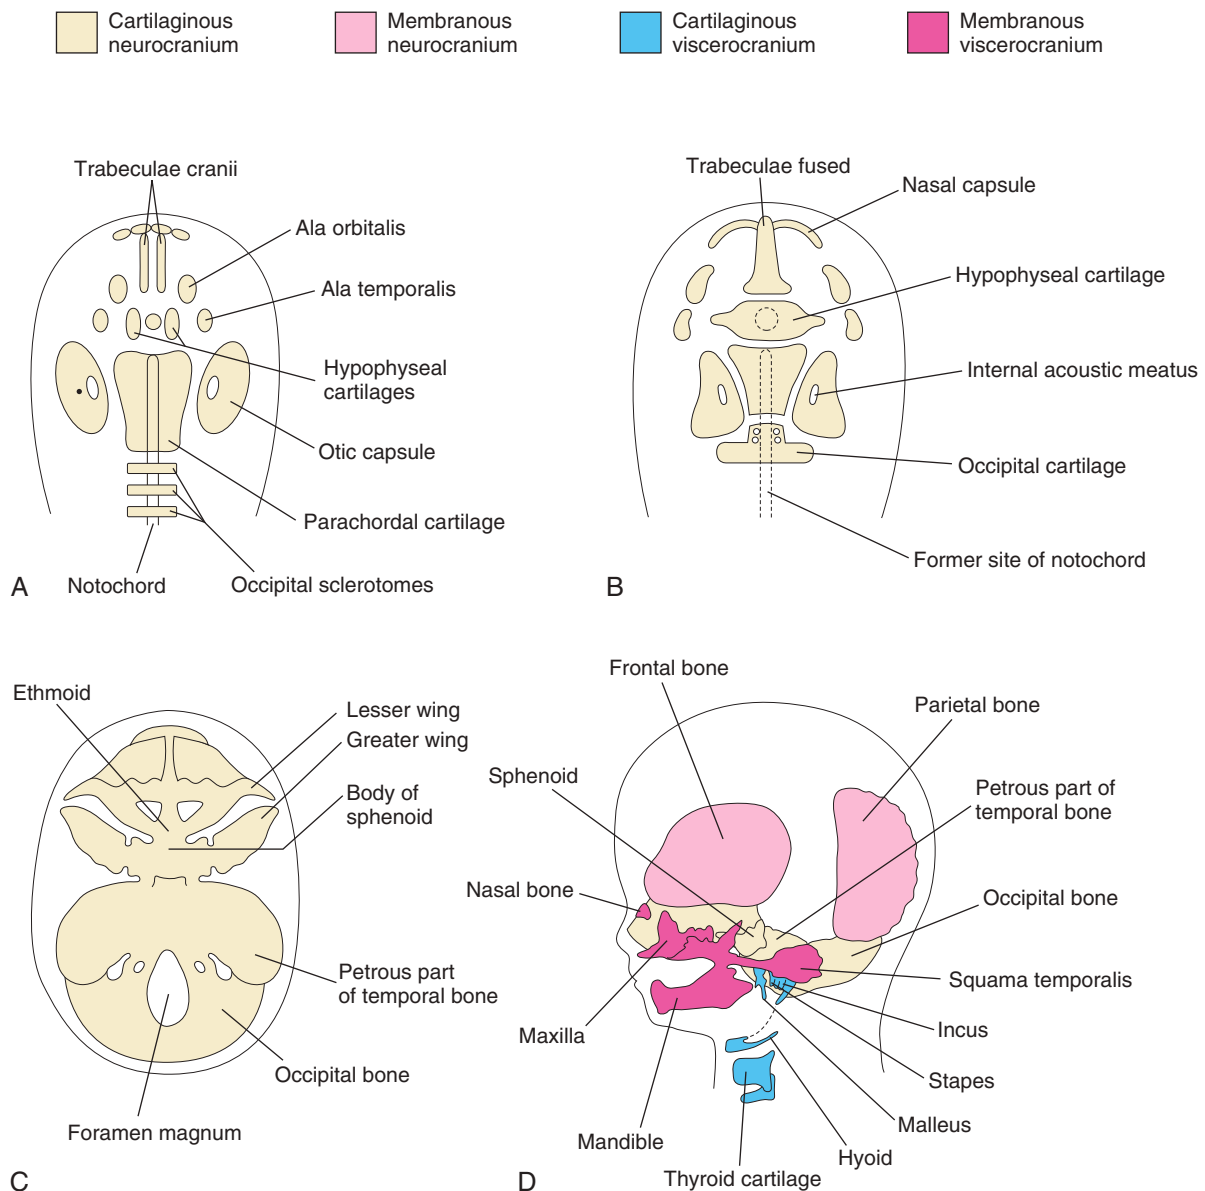 Cartilaginous
neurocranium
Membranous
neurocranium
Cartilaginous
viscerocranium
Membranous
viscerocranium
Trabeculae cranii
Ala orbitalis
Ala temporalis
Hypophyseal
cartilages
Otic capsule
Parachordal cartilage
Occipital sclerotomes
Notochord
A
Trabeculae fused
Nasal capsule
Hypophyseal cartilage
Internal acoustic meatus
Occipital cartilage
Former site of notochord
B
Ethmoid
Lesser wing
Greater wing
Body of
sphenoid
Petrous part
of temporal bone
Occipital bone
Foramen magnum
C
Frontal bone
Parietal bone
Sphenoid
Petrous part of
temporal bone
Nasal bone
Occipital bone
Squama temporalis
Maxilla
Incus
Stapes
Malleus
Mandible
Hyoid
Thyroid cartilage
D